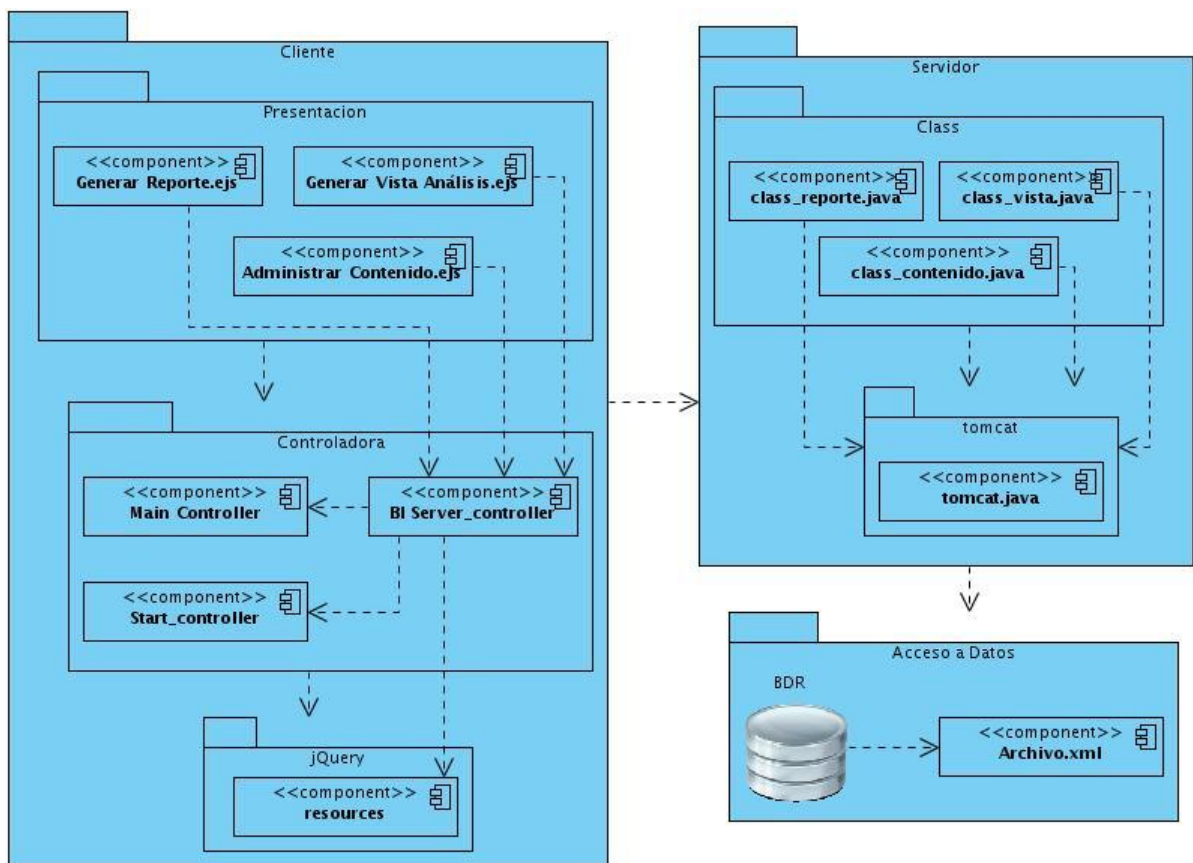 Cliente
Presentacion
<<component>>
Generar Reporte.ejs
<<component>>
Generar Vista Análisis.ejs
<<component>>
Administrar Contenido.ejs
Controladora
<<component>>
Main Controller
<<component>>
BI Server_controller
<<component>>
Start_controller
jQuery
<<component>>
resources
Servidor
Class
<<component>>
class_reporte.java
<<component>>
class_vista.java
<<component>>
class_contenido.java
tomcat
<<component>>
tomcat.java
Acceso a Datos
BDR
<<component>>
Archivo.xml